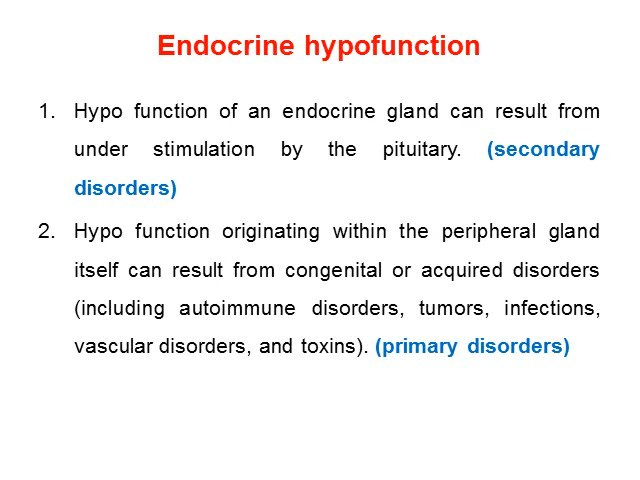 Endocrine hypofunction
1. Hypo function of an endocrine gland can result from
under stimulation by the pituitary. (secondary
disorders)
2. Hypo function originating within the peripheral gland
itself can result from congenital or acquired disorders
(including autoimmune disorders, tumors, infections,
vascular disorders, and toxins). (primary disorders)